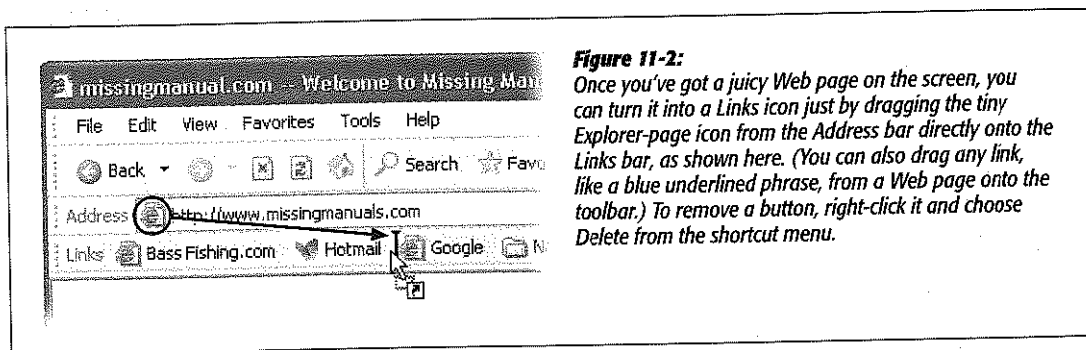 missingmanual.com – Welcome to Missing Man
File Edit View Favorites Tools Help
Back Search Favo
Address http://www.missingmanuals.com
Links Bass Fishing.com Hotmail Google N
Figure 11-2:
Once you've got a juicy Web page on the screen, you
can turn it into a Links icon just by dragging the tiny
Explorer-page icon from the Address bar directly onto the
Links bar, as shown here. (You can also drag any link,
like a blue underlined phrase, from a Web page onto the
toolbar.) To remove a button, right-click it and choose
Delete from the shortcut menu.